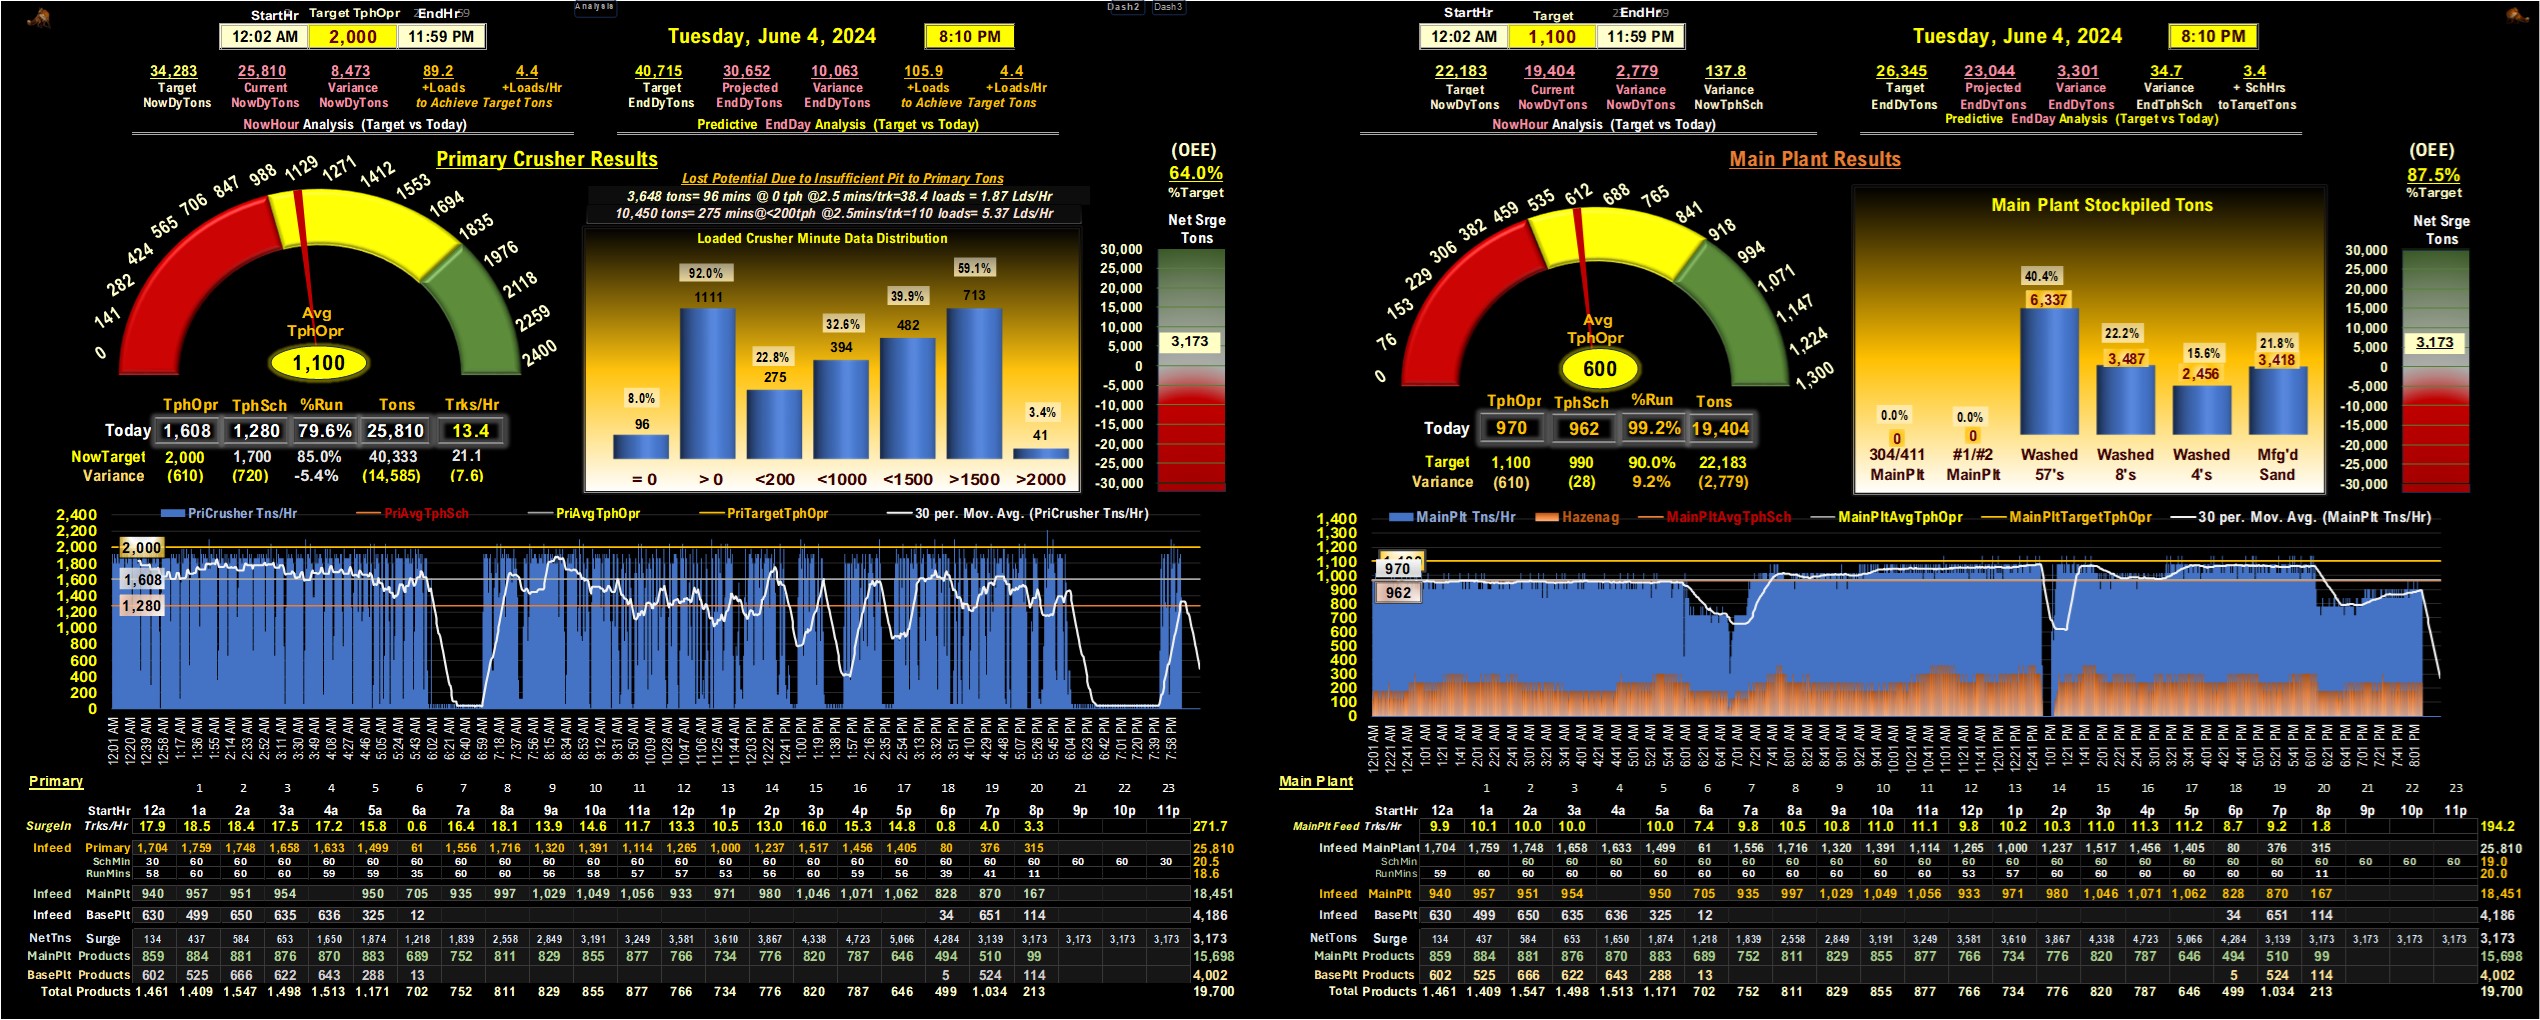 StartHr Target TphOpr EndHr
12:02 AM 2,000 11:59 PM
Analysis
Dash2 Dash3
Tuesday, June 4, 2024 8:10 PM
34,283 25,810 8,473 89.2 4.4
Target Current Variance +Loads +Loads/Hr
NowDyTons NowDyTons NowDyTons to Achieve Target Tons
NowHour Analysis (Target vs Today)
40,715 30,652 10,063 105.9 4.4
Target Projected Variance +Loads +Loads/Hr
EndDyTons EndDyTons EndDyTons to Achieve Target Tons
Predictive EndDay Analysis (Target vs Today)
Primary Crusher Results
Lost Potential Due to Insufficient Pit to Primary Tons
3,648 tons= 96 mins @ 0 tph @2.5 mins/trk=38.4 loads = 1.87 Lds/Hr
10,450 tons= 275 mins@<200tph @2.5mins/trk=110 loads= 5.37 Lds/Hr
(OEE)
64.0%
%Target
Net Srge
Tons
0 141 282 424 565 706 847 988 1129 1271 1412 1553 1694 1835 1976 2118 2259 2400
Avg
TphOpr
1,100
Loaded Crusher Minute Data Distribution
8.0% 92.0% 22.8% 32.6% 39.9% 59.1% 3.4%
96 1111 275 394 482 713 41
= 0 > 0 <200 <1000 <1500 >1500 >2000
30,000
25,000
20,000
15,000
10,000
5,000
0
-5,000
-10,000
-15,000
-20,000
-25,000
-30,000
3,173
TphOpr TphSch %Run Tons Trks/Hr
Today 1,608 1,280 79.6% 25,810 13.4
NowTarget 2,000 1,700 85.0% 40,333 21.1
Variance (610) (720) -5.4% (14,585) (7.6)
PriCrusher Tns/Hr PriAvgTphSch PriAvgTphOpr PriTargetTphOpr 30 per. Mov. Avg. (PriCrusher Tns/Hr)
2,400
2,200
2,000
1,800
1,600
1,400
1,200
1,000
800
600
400
200
0
2,000
1,608
1,280
12:01 AM 12:20 AM 12:39 AM 12:58 AM 1:17 AM 1:36 AM 1:55 AM 2:14 AM 2:33 AM 2:52 AM 3:11 AM 3:30 AM 3:49 AM 4:08 AM 4:27 AM 4:46 AM 5:05 AM 5:24 AM 5:43 AM 6:02 AM 6:21 AM 6:40 AM 6:59 AM 7:18 AM 7:37 AM 7:56 AM 8:15 AM 8:34 AM 8:53 AM 9:12 AM 9:31 AM 9:50 AM 10:09 AM 10:28 AM 10:47 AM 11:06 AM 11:25 AM 11:44 AM 12:03 PM 12:22 PM 12:41 PM 1:00 PM 1:19 PM 1:38 PM 1:57 PM 2:16 PM 2:35 PM 2:54 PM 3:13 PM 3:32 PM 3:51 PM 4:10 PM 4:29 PM 4:48 PM 5:07 PM 5:26 PM 5:45 PM 6:04 PM 6:23 PM 6:42 PM 7:01 PM 7:20 PM 7:39 PM 7:58 PM
Primary
1 2 3 4 5 6 7 8 9 10 11 12 13 14 15 16 17 18 19 20 21 22 23
StartHr 12a 1a 2a 3a 4a 5a 6a 7a 8a 9a 10a 11a 12p 1p 2p 3p 4p 5p 6p 7p 8p 9p 10p 11p
SurgeIn Trks/Hr 17.9 18.5 18.4 17.5 17.2 15.8 0.6 16.4 18.1 13.9 14.6 11.7 13.3 10.5 13.0 16.0 15.3 14.8 0.8 4.0 3.3 271.7
Infeed Primary 1,704 1,759 1,748 1,658 1,633 1,499 61 1,556 1,716 1,320 1,391 1,114 1,265 1,000 1,237 1,517 1,456 1,405 80 376 315 25,810
SchMin 30 60 60 60 60 60 60 60 60 60 60 60 60 60 60 60 60 60 60 60 60 60 60 30 20.5
RunMins 58 60 60 60 59 59 35 60 60 56 58 57 57 53 56 60 59 56 39 41 11 18.6
Infeed MainPlt 940 957 951 954 950 705 935 997 1,029 1,049 1,056 933 971 980 1,046 1,071 1,062 828 870 167 18,451
Infeed BasePlt 630 499 650 635 636 325 12 34 651 114 4,186
NetTns Surge 134 437 584 653 1,650 1,874 1,218 1,839 2,558 2,849 3,191 3,249 3,581 3,610 3,867 4,338 4,723 5,066 4,284 3,139 3,173 3,173 3,173 3,173 3,173
MainPlt Products 859 884 881 876 870 883 689 752 811 829 855 877 766 734 776 820 787 646 494 510 99 15,698
BasePlt Products 602 525 666 622 643 288 13 5 524 114 4,002
Total Products 1,461 1,409 1,547 1,498 1,513 1,171 702 752 811 829 855 877 766 734 776 820 787 646 499 1,034 213 19,700
StartHr Target EndHr
12:02 AM 1,100 11:59 PM
Tuesday, June 4, 2024 8:10 PM
22,183 19,404 2,779 137.8
Target Current Variance Variance
NowDyTons NowDyTons NowDyTons NowTphSch
NowHour Analysis (Target vs Today)
26,345 23,044 3,301 34.7 3.4
Target Projected Variance Variance + SchHrs
EndDyTons EndDyTons EndDyTons EndTphSch toTargetTons
Predictive EndDay Analysis (Target vs Today)
Main Plant Results
(OEE)
87.5%
%Target
Net Srge
Tons
0 76 153 229 306 382 459 535 612 688 765 841 918 994 1,071 1,147 1,224 1,300
Avg
TphOpr
600
Main Plant Stockpiled Tons
0.0% 0.0% 40.4% 22.2% 15.6% 21.8%
0 0 6,337 3,487 2,456 3,418
304/411 #1/#2 Washed Washed Washed Mfg'd
MainPlt MainPlt 57's 8's 4's Sand
30,000
25,000
20,000
15,000
10,000
5,000
0
-5,000
-10,000
-15,000
-20,000
-25,000
-30,000
3,173
TphOpr TphSch %Run Tons
Today 970 962 99.2% 19,404
Target 1,100 990 90.0% 22,183
Variance (610) (28) 9.2% (2,779)
MainPlt Tns/Hr Hazenag MainPltAvgTphSch MainPltAvgTphOpr MainPltTargetTphOpr 30 per. Mov. Avg. (MainPlt Tns/Hr)
1,400
1,300
1,200
1,100
1,000
900
800
700
600
500
400
300
200
100
0
970
962
12:01 AM 12:21 AM 12:41 AM 1:01 AM 1:21 AM 1:41 AM 2:01 AM 2:21 AM 2:41 AM 3:01 AM 3:21 AM 3:41 AM 4:01 AM 4:21 AM 4:41 AM 5:01 AM 5:21 AM 5:41 AM 6:01 AM 6:21 AM 6:41 AM 7:01 AM 7:21 AM 7:41 AM 8:01 AM 8:21 AM 8:41 AM 9:01 AM 9:21 AM 9:41 AM 10:01 AM 10:21 AM 10:41 AM 11:01 AM 11:21 AM 11:41 AM 12:01 PM 12:21 PM 12:41 PM 1:01 PM 1:21 PM 1:41 PM 2:01 PM 2:21 PM 2:41 PM 3:01 PM 3:21 PM 3:41 PM 4:01 PM 4:21 PM 4:41 PM 5:01 PM 5:21 PM 5:41 PM 6:01 PM 6:21 PM 6:41 PM 7:01 PM 7:21 PM 7:41 PM 8:01 PM
Main Plant
1 2 3 4 5 6 7 8 9 10 11 12 13 14 15 16 17 18 19 20 21 22 23
StartHr 12a 1a 2a 3a 4a 5a 6a 7a 8a 9a 10a 11a 12p 1p 2p 3p 4p 5p 6p 7p 8p 9p 10p 11p
MainPlt Feed Trks/Hr 9.9 10.1 10.0 10.0 10.0 7.4 9.8 10.5 10.8 11.0 11.1 9.8 10.2 10.3 11.0 11.3 11.2 8.7 9.2 1.8 194.2
Infeed MainPlant 1,704 1,759 1,748 1,658 1,633 1,499 61 1,556 1,716 1,320 1,391 1,114 1,265 1,000 1,237 1,517 1,456 1,405 80 376 315 25,810
SchMin 60 60 60 60 60 60 60 60 60 60 60 60 60 60 60 60 60 60 60 60 60 60 19.0
RunMins 59 60 60 60 60 60 60 60 60 60 60 60 53 57 60 60 60 60 60 60 11 20.0
Infeed MainPlt 940 957 951 954 950 705 935 997 1,029 1,049 1,056 933 971 980 1,046 1,071 1,062 828 870 167 18,451
Infeed BasePlt 630 499 650 635 636 325 12 34 651 114 4,186
NetTons Surge 134 437 584 653 1,650 1,874 1,218 1,839 2,558 2,849 3,191 3,249 3,581 3,610 3,867 4,338 4,723 5,066 4,284 3,139 3,173 3,173 3,173 3,173 3,173
MainPlt Products 859 884 881 876 870 883 689 752 811 829 855 877 766 734 776 820 787 646 494 510 99 15,698
BasePlt Products 602 525 666 622 643 288 13 5 524 114 4,002
Total Products 1,461 1,409 1,547 1,498 1,513 1,171 702 752 811 829 855 877 766 734 776 820 787 646 499 1,034 213 19,700